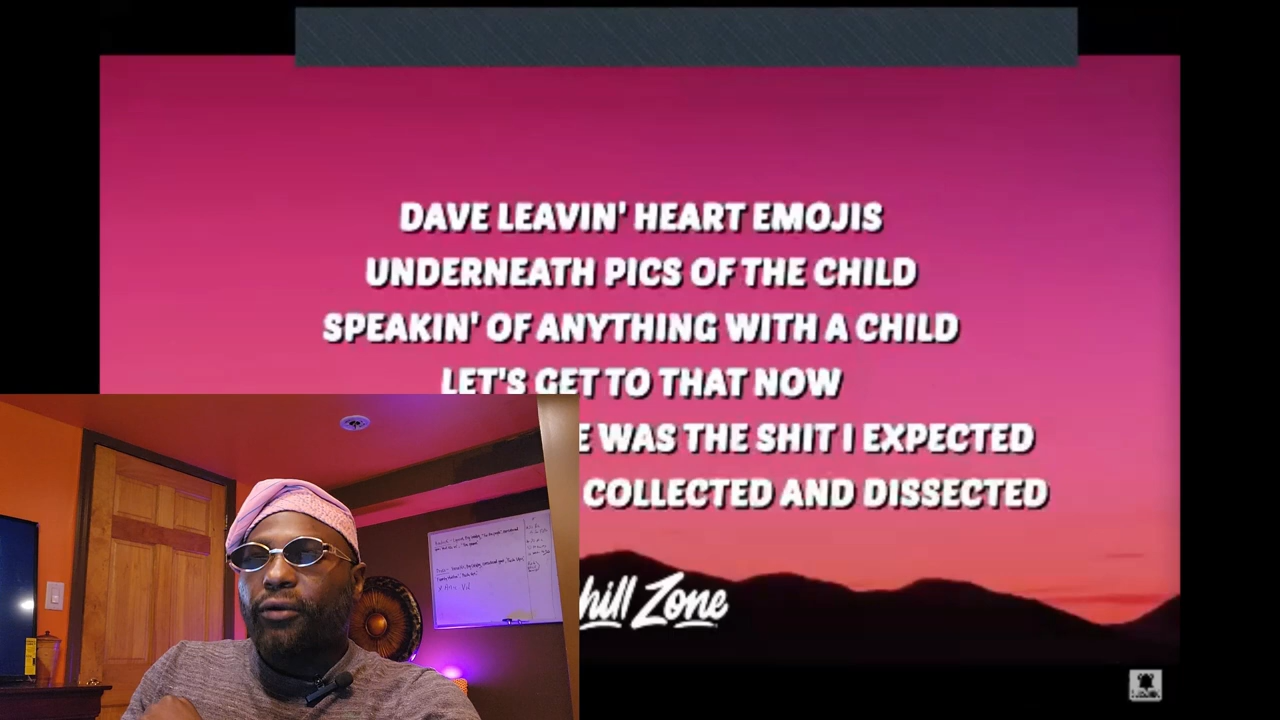 DAVE LEAVIN' HEART EMOJIS
UNDERNEATH PICS OF THE CHILD
SPEAKIN' OF ANYTHING WITH A CHILD
LET'S GET TO THAT NOW
WAS THE SHIT I EXPECTED
COLLECTED AND DISSECTED
hill Zone